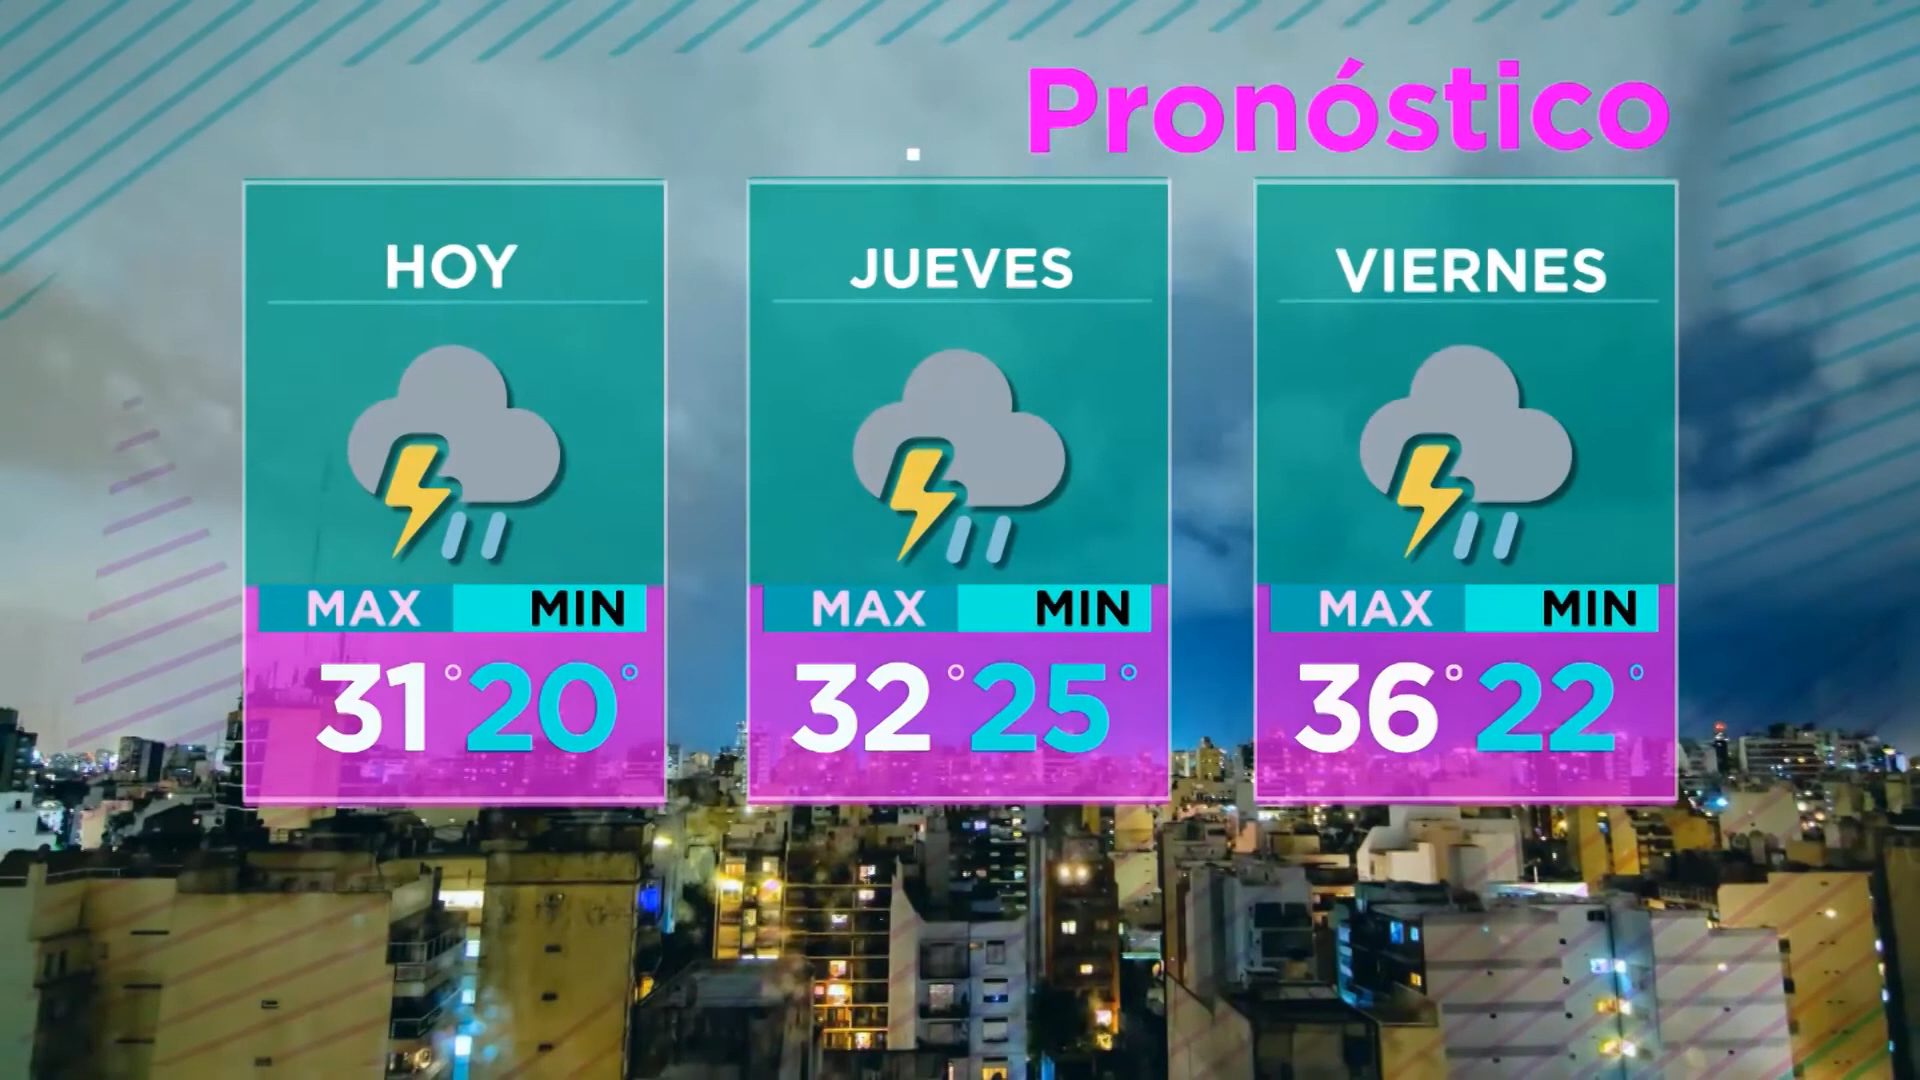 Pronóstico
HOY
MAX MIN
31° 20°
JUEVES
MAX MIN
32° 25°
VIERNES
MAX MIN
36° 22°